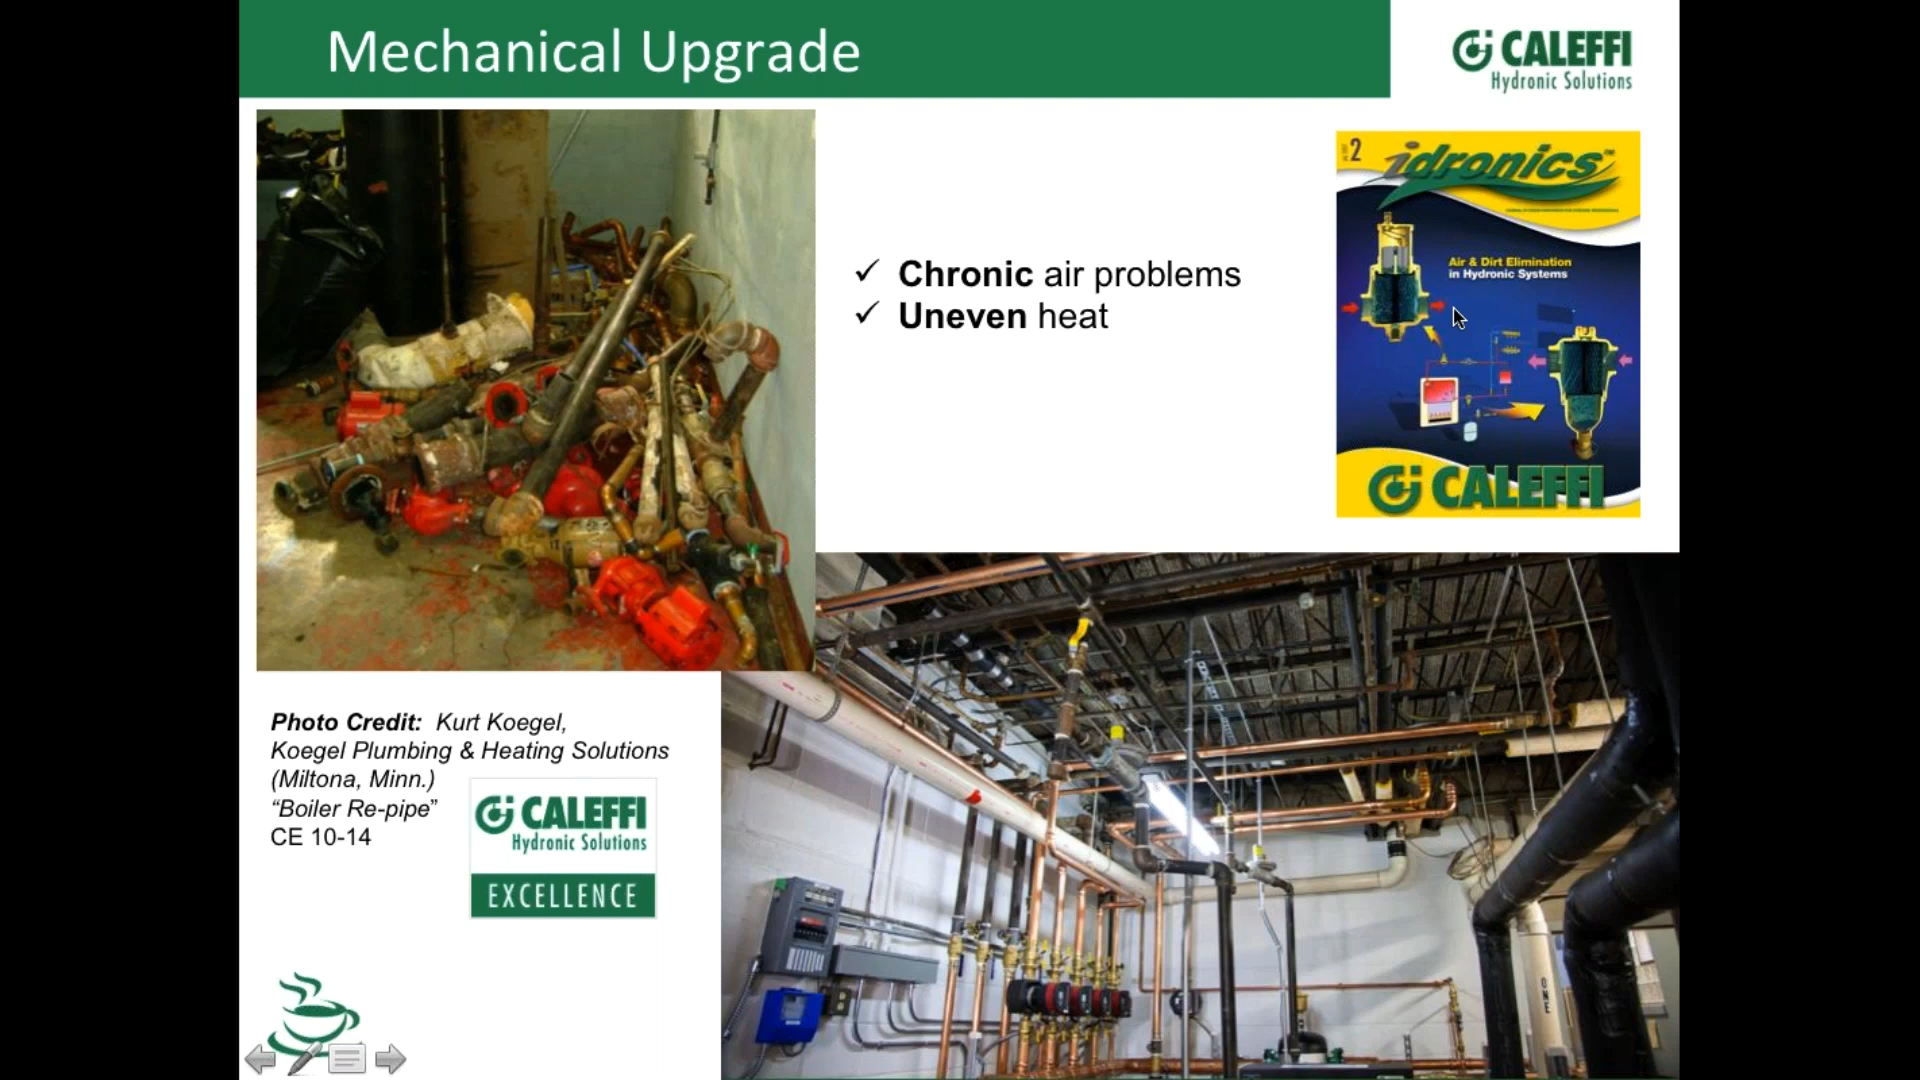 Mechanical Upgrade
CALEFFI
Hydronic Solutions
✓ Chronic air problems
✓ Uneven heat
2
idronics™
Air & Dirt Elimination
in Hydronic Systems
CALEFFI
Photo Credit: Kurt Koegel,
Koegel Plumbing & Heating Solutions
(Miltona, Minn.)
“Boiler Re-pipe”
CE 10-14
CALEFFI
Hydronic Solutions
EXCELLENCE
ONE